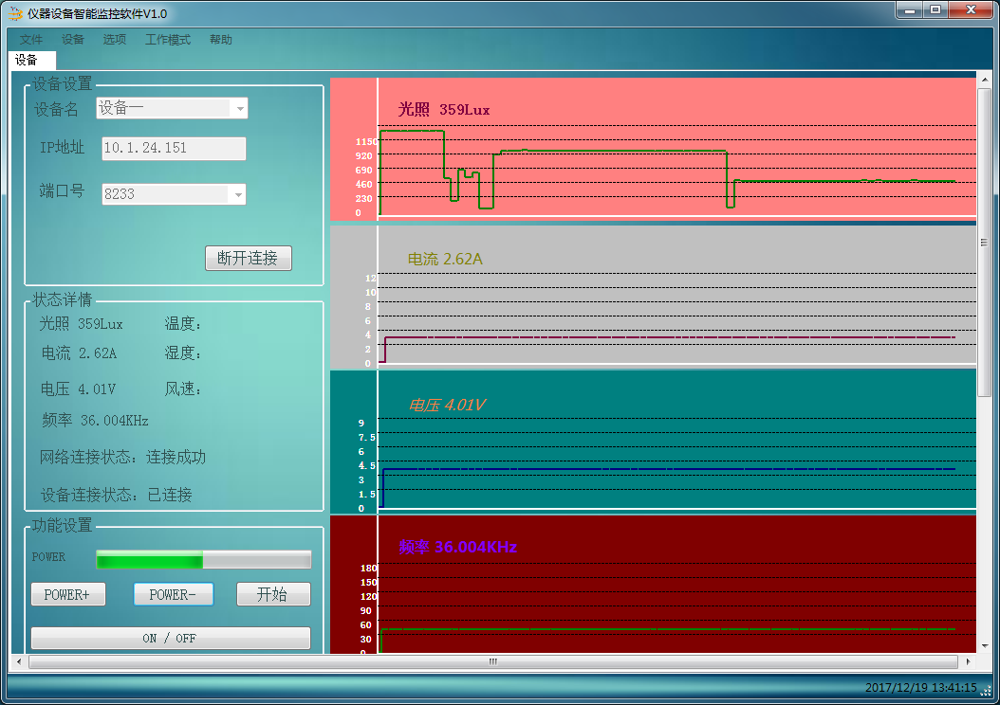 仪器设备智能监控软件V1.0
文件 设备 选项 工作模式 帮助
设备
设备设置
设备名 设备一
IP地址 10.1.24.151
端口号 8233
断开连接
状态详情
光照 359Lux 温度:
电流 2.62A 湿度:
电压 4.01V 风速:
频率 36.004KHz
网络连接状态: 连接成功
设备连接状态: 已连接
功能设置
POWER
POWER+ POWER- 开始
ON / OFF
光照 359Lux
1150
920
690
460
230
0
电流 2.62A
12
10
8
6
4
2
0
电压 4.01V
9
7.5
6
4.5
3
1.5
0
频率 36.004KHz
180
150
120
90
60
30
0
2017/12/19 13:41:15